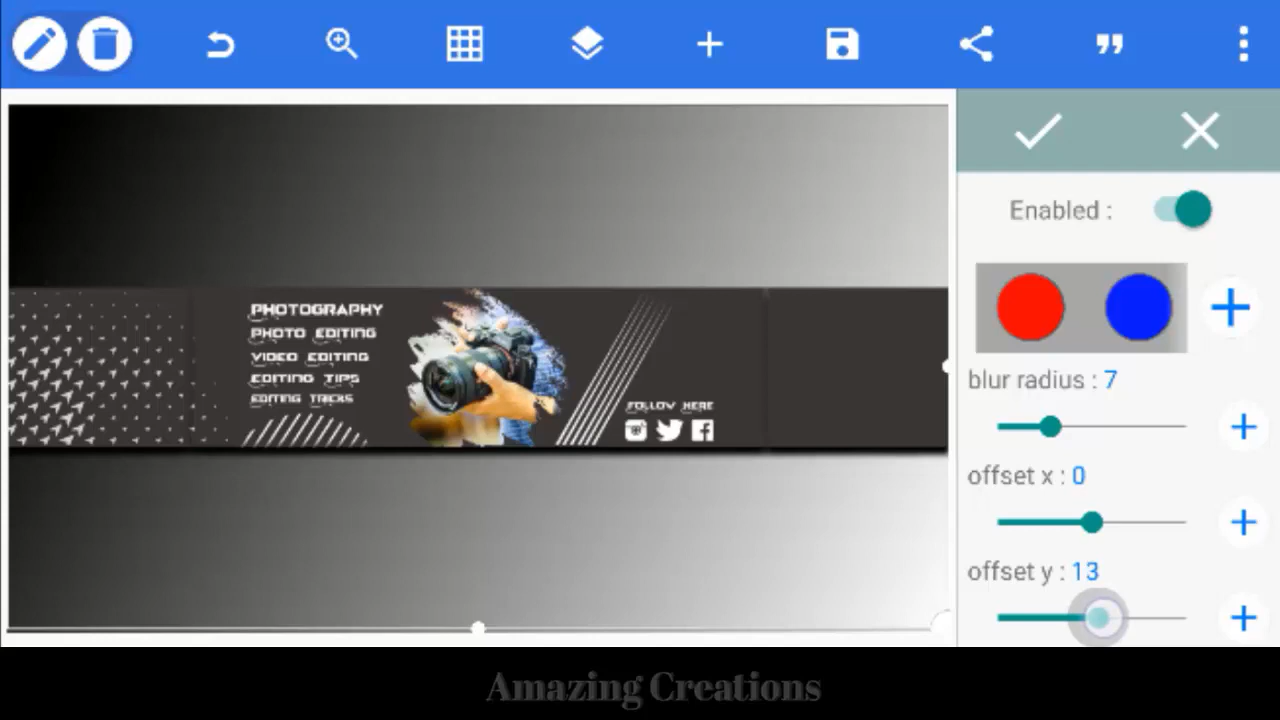 Enabled :
PHOTOGRAPHY
PHOTO EDITING
VIDEO EDITING
EDITING TIPS
EDITING TRICKS
FOLLOW HERE
blur radius : 7
offset x : 0
offset y : 13
Amazing Creations